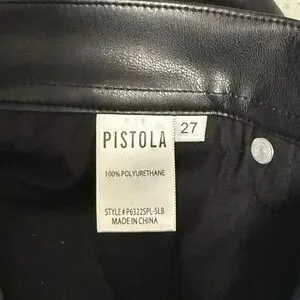 PISTOLA
27
100% POLYURETHANE
STYLE# P6322SPL-SLB
MADE IN CHINA